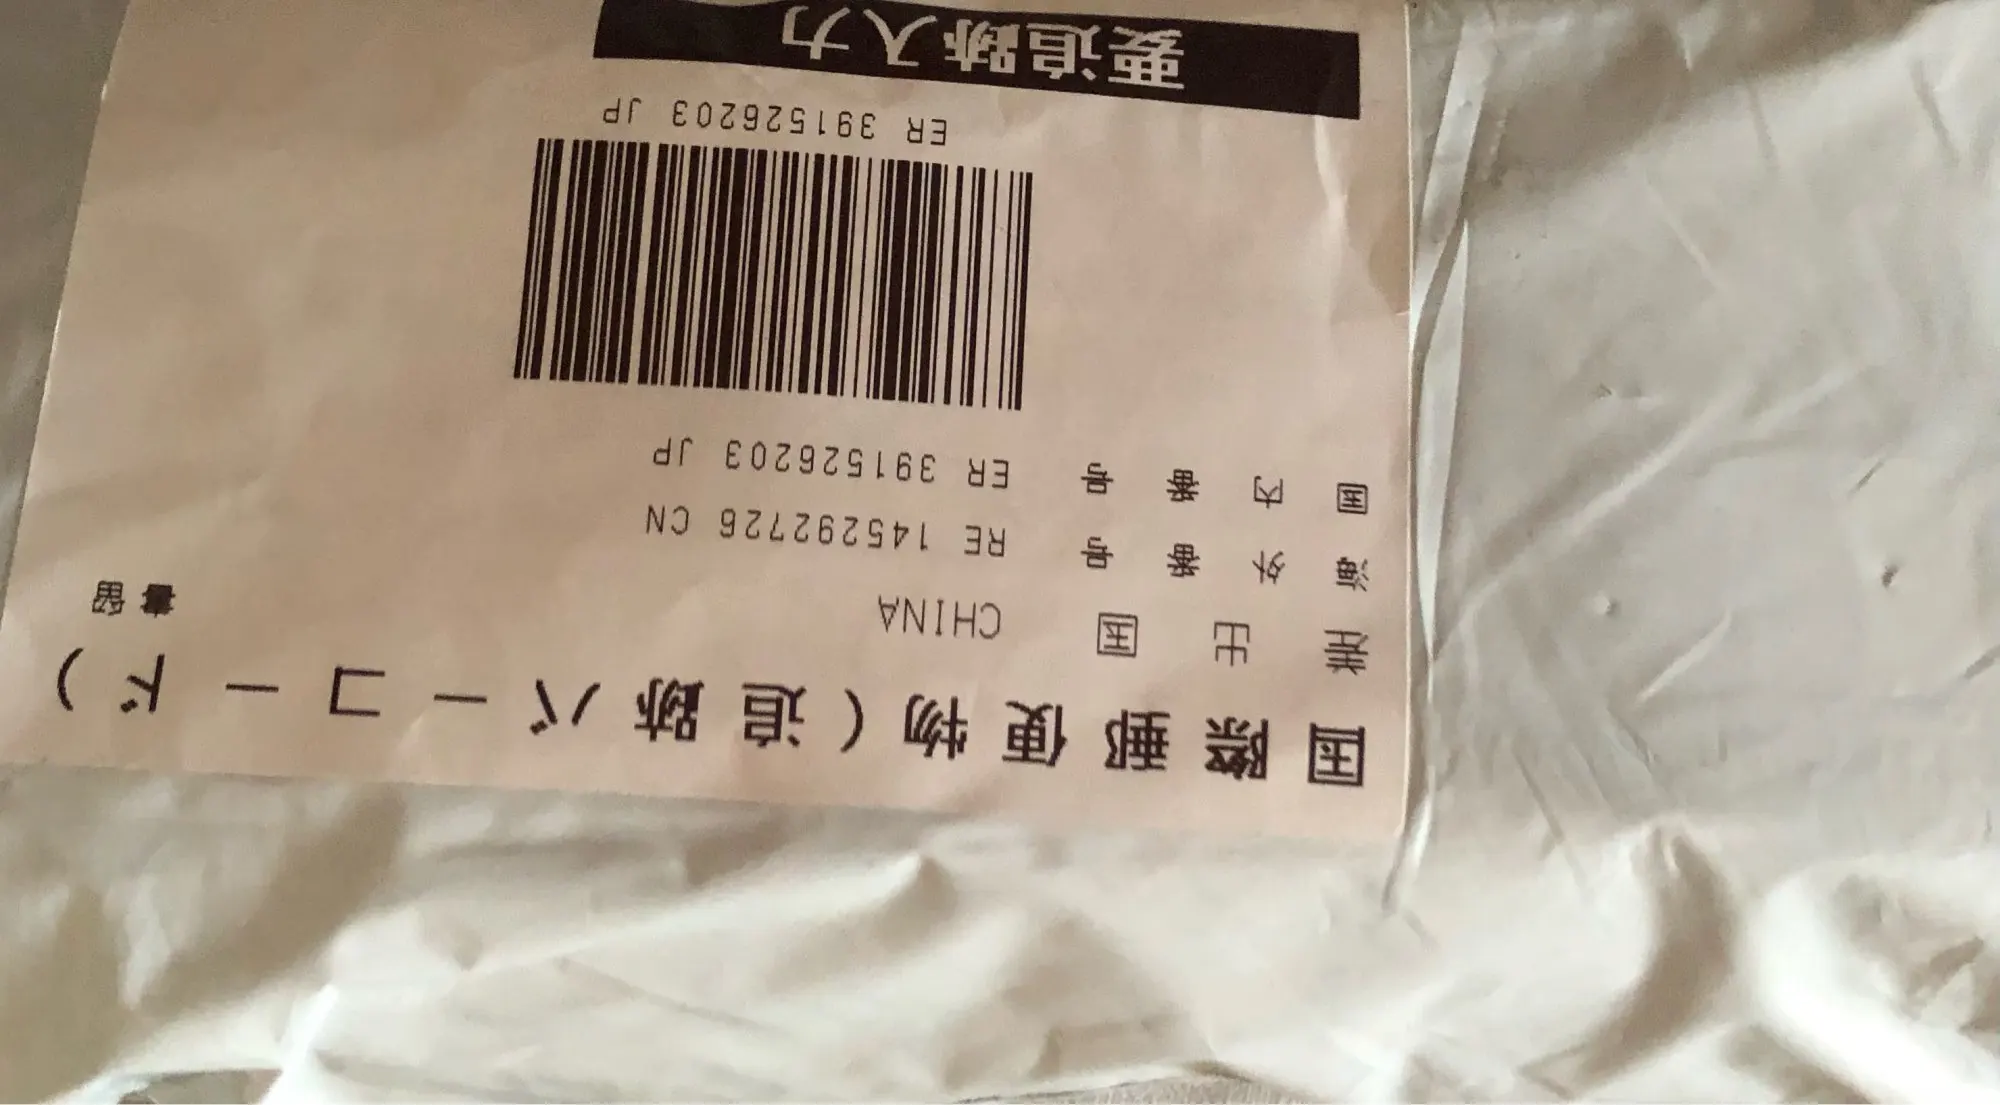 国際郵便物(追跡バーコード)
書留
差出国 CHINA
海外番号 RE 145292726 CN
国内番号 ER 391526203 JP
ER 391526203 JP
要追跡入力